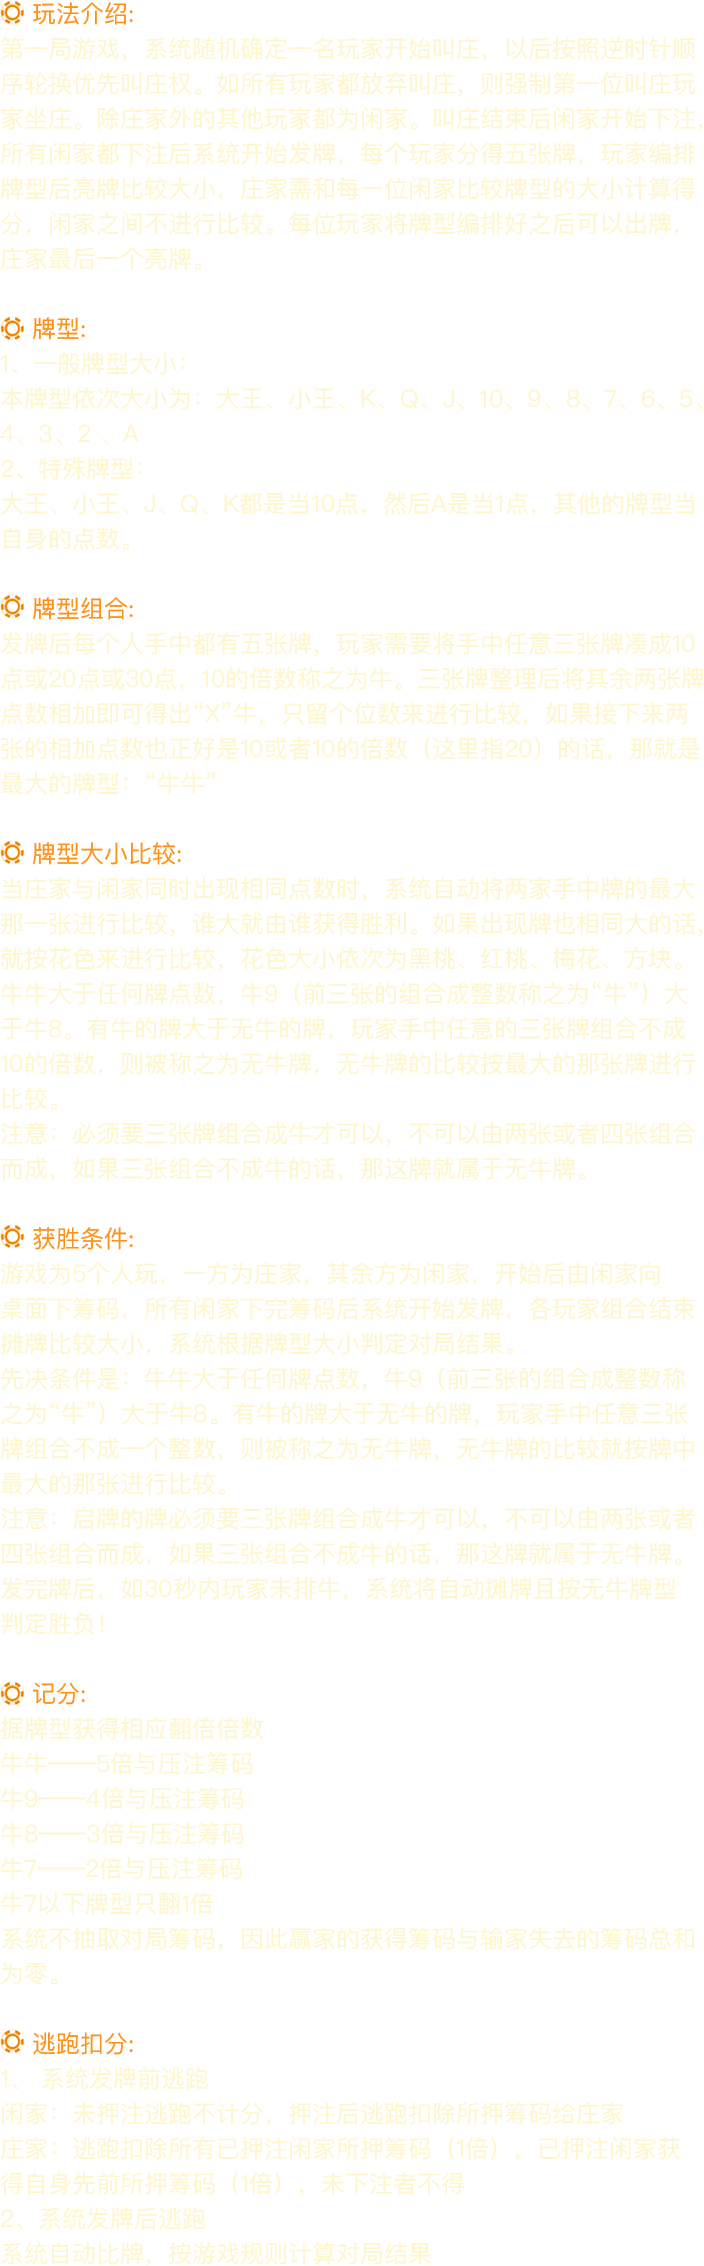 玩法介绍:
第一局游戏，系统随机确定一名玩家开始叫庄，以后按照逆时针顺
序轮换优先叫庄权。如所有玩家都放弃叫庄，则强制第一位叫庄玩
家坐庄。除庄家外的其他玩家都为闲家。叫庄结束后闲家开始下注，
所有闲家都下注后系统开始发牌，每个玩家分得五张牌，玩家编排
牌型后亮牌比较大小，庄家需和每一位闲家比较牌型的大小计算得
分，闲家之间不进行比较。每位玩家将牌型编排好之后可以出牌，
庄家最后一个亮牌。
牌型:
1、一般牌型大小：
本牌型依次大小为：大王、小王、K、Q、J、10、9、8、7、6、5、
4、3、2 、A
2、特殊牌型：
大王、小王、J、Q、K都是当10点，然后A是当1点，其他的牌型当
自身的点数。
牌型组合:
发牌后每个人手中都有五张牌，玩家需要将手中任意三张牌凑成10
点或20点或30点，10的倍数称之为牛。三张牌整理后将其余两张牌
点数相加即可得出“X”牛，只留个位数来进行比较，如果接下来两
张的相加点数也正好是10或者10的倍数（这里指20）的话，那就是
最大的牌型：“牛牛”
牌型大小比较:
当庄家与闲家同时出现相同点数时，系统自动将两家手中牌的最大
那一张进行比较，谁大就由谁获得胜利。如果出现牌也相同大的话，
就按花色来进行比较，花色大小依次为黑桃、红桃、梅花、方块。
牛牛大于任何牌点数，牛9（前三张的组合成整数称之为“牛”）大
于牛8。有牛的牌大于无牛的牌，玩家手中任意的三张牌组合不成
10的倍数，则被称之为无牛牌，无牛牌的比较按最大的那张牌进行
比较。
注意：必须要三张牌组合成牛才可以，不可以由两张或者四张组合
而成，如果三张组合不成牛的话，那这牌就属于无牛牌。
获胜条件:
游戏为5个人玩，一方为庄家，其余方为闲家，开始后由闲家向
桌面下筹码，所有闲家下完筹码后系统开始发牌，各玩家组合结束
摊牌比较大小，系统根据牌型大小判定对局结果。
先决条件是：牛牛大于任何牌点数，牛9（前三张的组合成整数称
之为“牛”）大于牛8。有牛的牌大于无牛的牌，玩家手中任意三张
牌组合不成一个整数，则被称之为无牛牌，无牛牌的比较就按牌中
最大的那张进行比较。
注意：启牌的牌必须要三张牌组合成牛才可以，不可以由两张或者
四张组合而成，如果三张组合不成牛的话，那这牌就属于无牛牌。
发完牌后，如30秒内玩家未排牛，系统将自动摊牌且按无牛牌型
判定胜负！
记分:
据牌型获得相应翻倍倍数
牛牛——5倍与压注筹码
牛9——4倍与压注筹码
牛8——3倍与压注筹码
牛7——2倍与压注筹码
牛7以下牌型只翻1倍
系统不抽取对局筹码，因此赢家的获得筹码与输家失去的筹码总和
为零。
逃跑扣分:
1、 系统发牌前逃跑
闲家：未押注逃跑不计分，押注后逃跑扣除所押筹码给庄家
庄家：逃跑扣除所有已押注闲家所押筹码（1倍），已押注闲家获
得自身先前所押筹码（1倍），未下注者不得
2、系统发牌后逃跑
系统自动比牌，按游戏规则计算对局结果